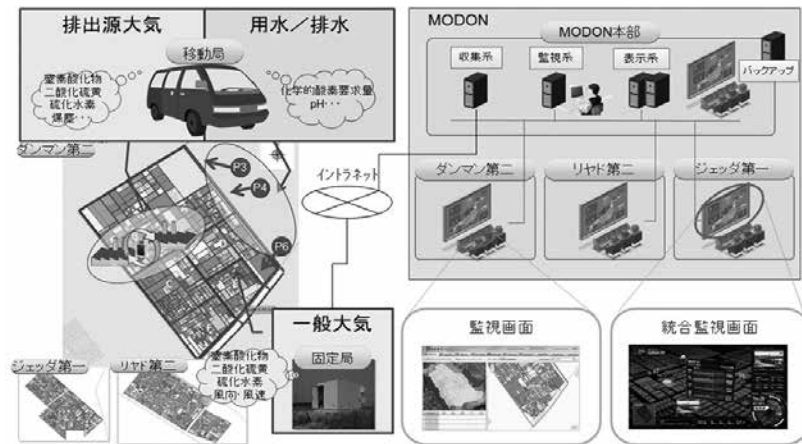 排出源大気
用水／排水
移動局
窒素酸化物
二酸化硫黄
硫化水素
煤塵…
化学的酸素要求量
pH…
ダンマン第二
P3
P4
P6
イントラネット
ジェッダ第一
リヤド第二
一般大気
固定局
窒素酸化物
二酸化硫黄
硫化水素
風向・風速
MODON
MODON本部
収集系
監視系
表示系
バックアップ
ダンマン第二
リヤド第二
ジェッダ第一
監視画面
統合監視画面